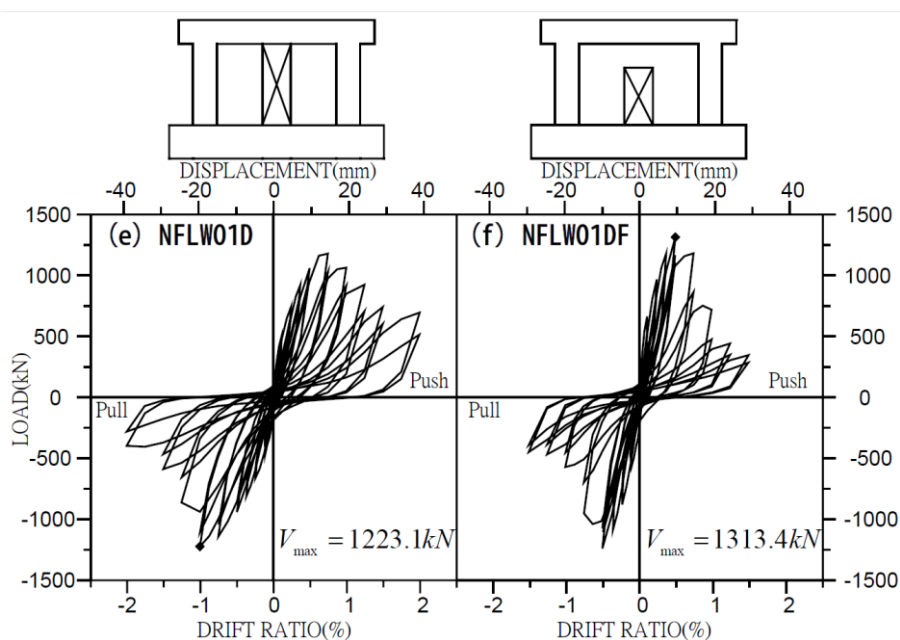 DISPLACEMENT(mm) DISPLACEMENT(mm)
-40 -20 0 20 40 -40 -20 0 20 40
1500 1500
(e) NFLW01D (f) NFLW01DF
1000 1000
500 500
Push Push
0 0
Pull Pull
LOAD(kN)
-500 -500
-1000 -1000
Vmax = 1223.1kN Vmax = 1313.4kN
-1500 -1500
-2 -1 0 1 2 -2 -1 0 1 2
DRIFT RATIO(%) DRIFT RATIO(%)